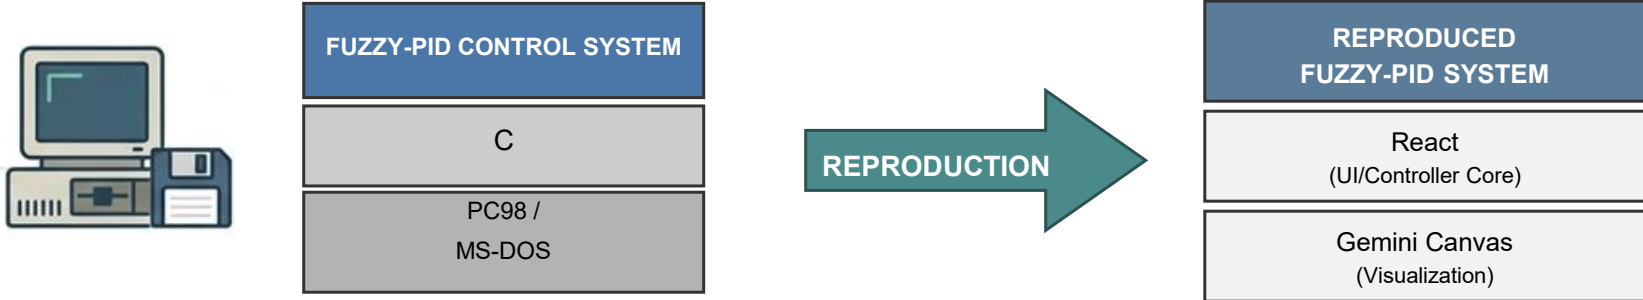 FUZZY-PID CONTROL SYSTEM
C
PC98 /
MS-DOS
REPRODUCTION
REPRODUCED
FUZZY-PID SYSTEM
React
(UI/Controller Core)
Gemini Canvas
(Visualization)